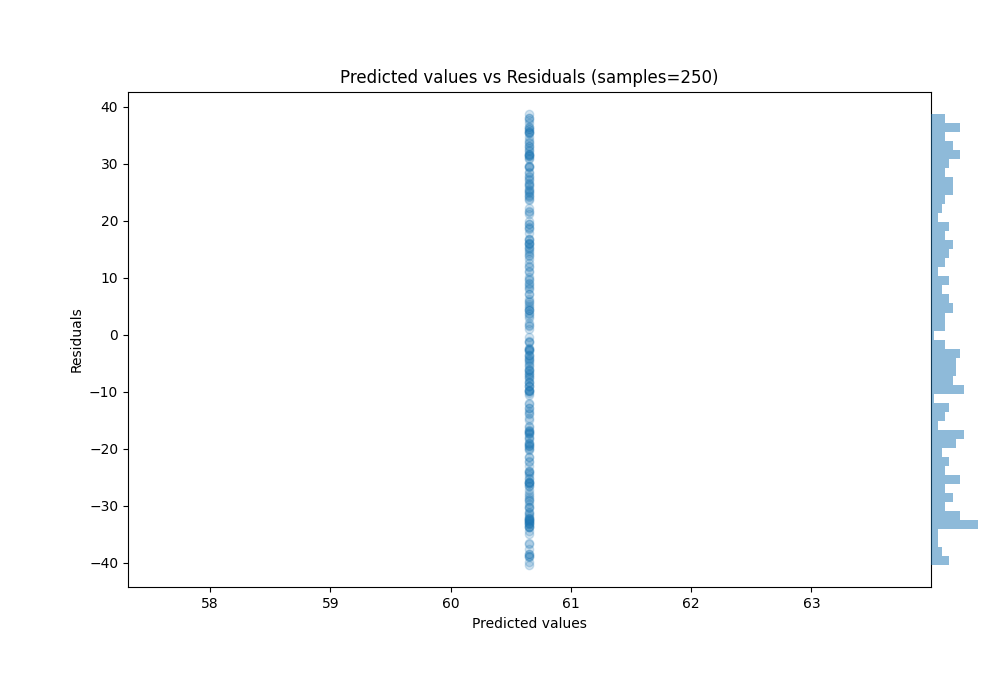 Predicted values vs Residuals (samples=250)
40
30
20
10
0
−10
−20
−30
−40
Residuals
58 59 60 61 62 63
Predicted values